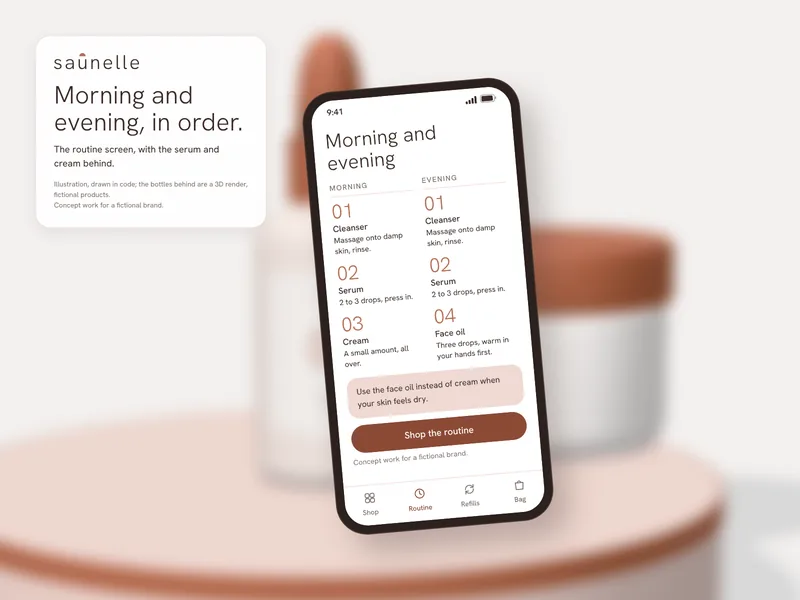 saûnelle
Morning and
evening, in order.
The routine screen, with the serum and
cream behind.
Illustration, drawn in code; the bottles behind are a 3D render,
fictional products.
Concept work for a fictional brand.
9:41
Morning and
evening
MORNING
01
Cleanser
Massage onto damp
skin, rinse.
02
Serum
2 to 3 drops, press in.
03
Cream
A small amount, all
over.
EVENING
01
Cleanser
Massage onto damp
skin, rinse.
02
Serum
2 to 3 drops, press in.
04
Face oil
Three drops, warm in
your hands first.
Use the face oil instead of cream when
your skin feels dry.
Shop the routine
Concept work for a fictional brand.
Shop
Routine
Refills
Bag